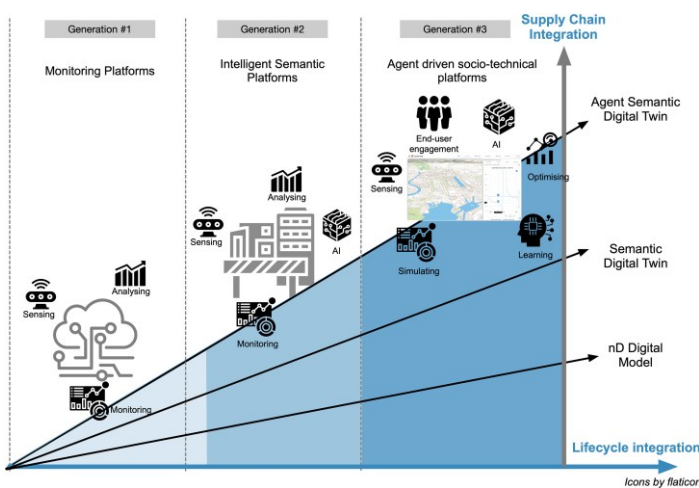 Generation #1
Generation #2
Generation #3
Supply Chain
Integration
Monitoring Platforms
Intelligent Semantic
Platforms
Agent driven socio-technical
platforms
Agent Semantic
Digital Twin
End-user
engagement
AI
Sensing
Optimising
Analysing
Sensing
AI
Simulating
Learning
Semantic
Digital Twin
Analysing
Sensing
Monitoring
nD Digital
Model
Monitoring
Lifecycle integration
Icons by flaticon